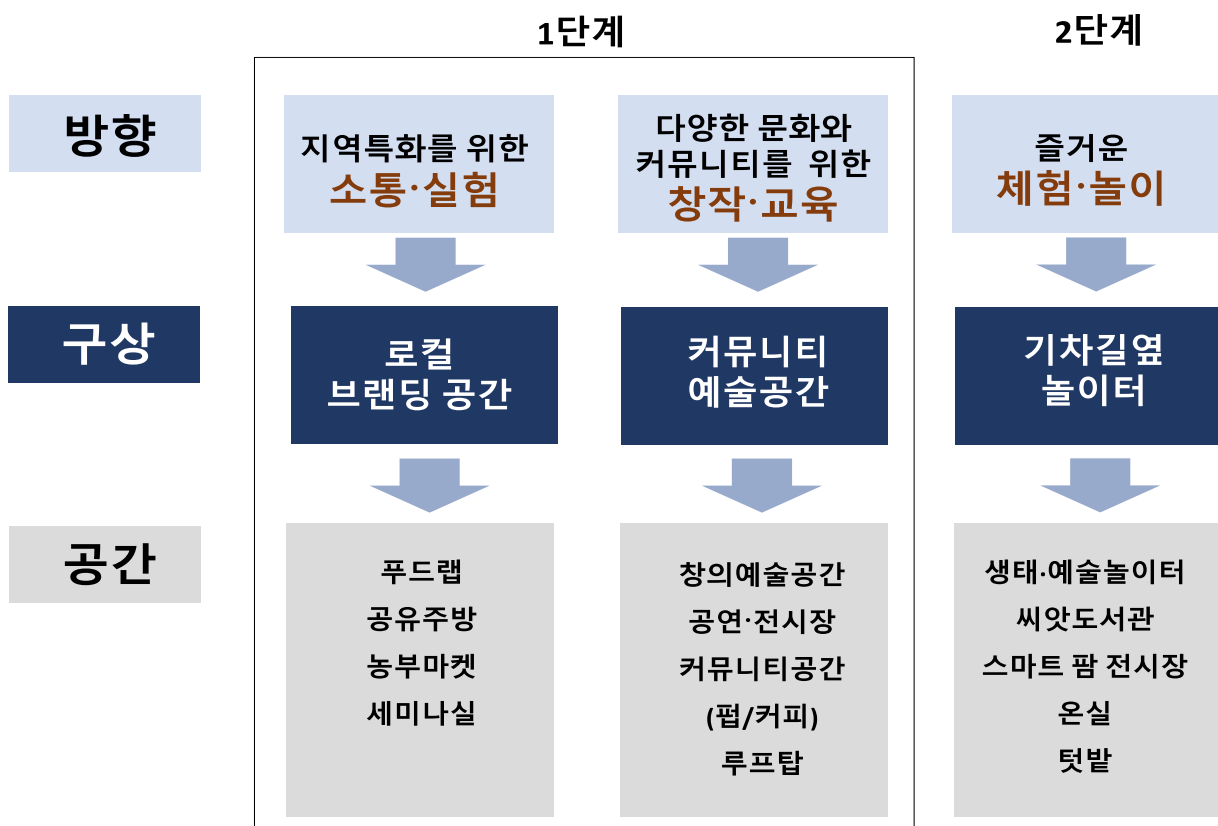 1단계
2단계
방향
지역특화를 위한
소통·실험
다양한 문화와
커뮤니티를 위한
창작·교육
즐거운
체험·놀이
구상
로컬
브랜딩 공간
커뮤니티
예술공간
기차길옆
놀이터
공간
푸드랩
공유주방
농부마켓
세미나실
창의예술공간
공연·전시장
커뮤니티공간
(펍/커피)
루프탑
생태·예술놀이터
씨앗도서관
스마트 팜 전시장
온실
텃밭